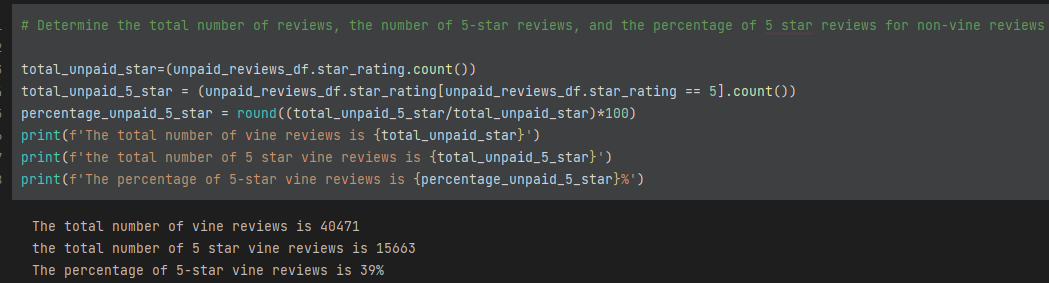 # Determine the total number of reviews, the number of 5-star reviews, and the percentage of 5 star reviews for non-vine reviews
total_unpaid_star=(unpaid_reviews_df.star_rating.count())
total_unpaid_5_star = (unpaid_reviews_df.star_rating[unpaid_reviews_df.star_rating == 5].count())
percentage_unpaid_5_star = round((total_unpaid_5_star/total_unpaid_star)*100)
print(f'The total number of vine reviews is {total_unpaid_star}')
print(f'the total number of 5 star vine reviews is {total_unpaid_5_star}')
print(f'The percentage of 5-star vine reviews is {percentage_unpaid_5_star}%')
The total number of vine reviews is 40471
the total number of 5 star vine reviews is 15663
The percentage of 5-star vine reviews is 39%